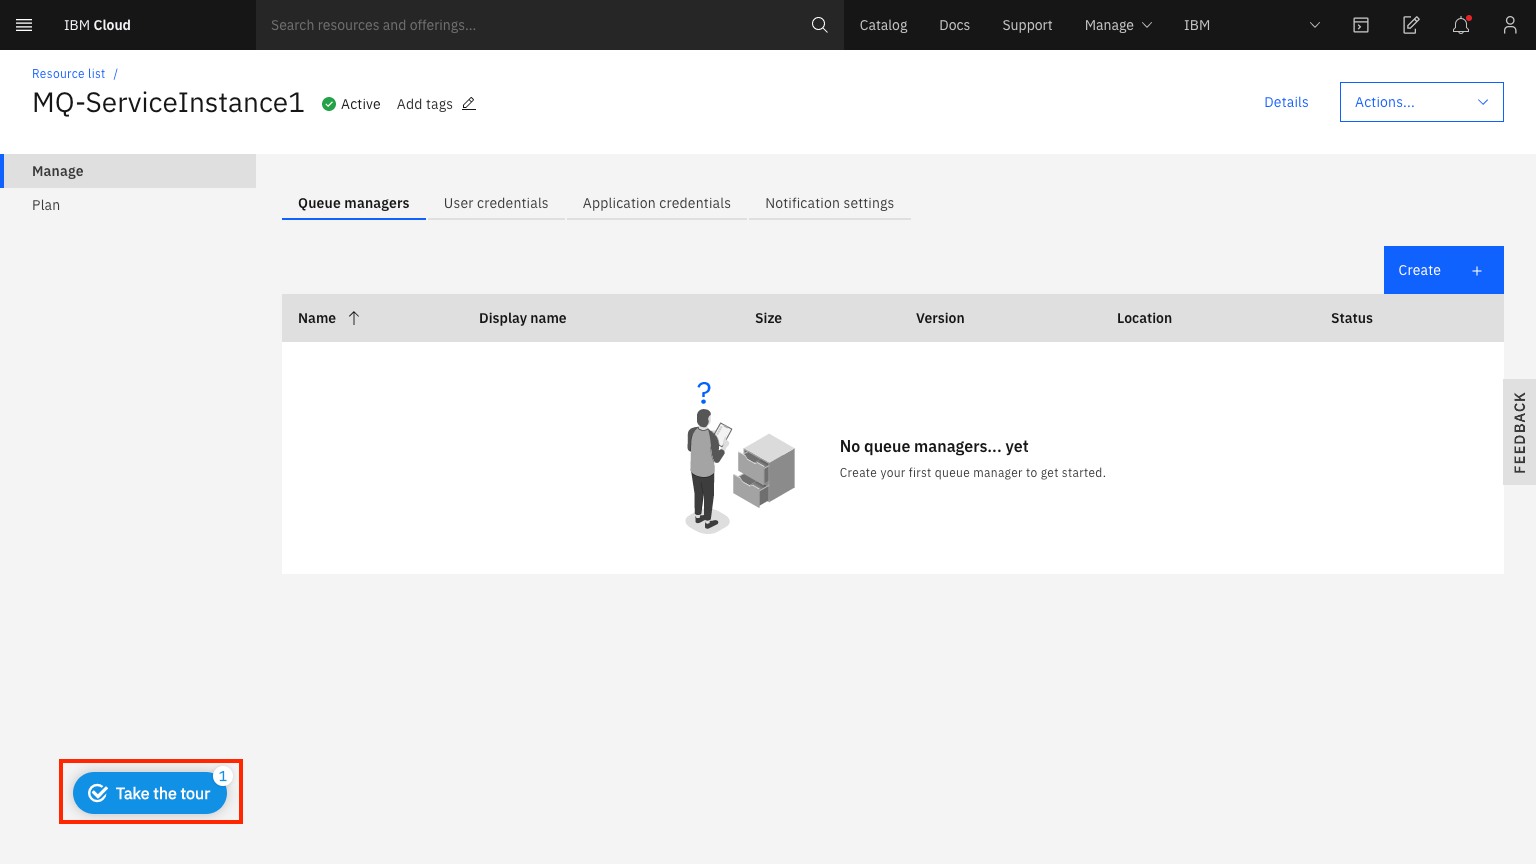 IBM Cloud
Search resources and offerings...
Catalog
Docs
Support
Manage
IBM
Resource list /
MQ-ServiceInstance1
Active
Add tags
Details
Actions...
Manage
Plan
Queue managers
User credentials
Application credentials
Notification settings
Create +
Name
Display name
Size
Version
Location
Status
?
No queue managers... yet
Create your first queue manager to get started.
FEEDBACK
1
Take the tour